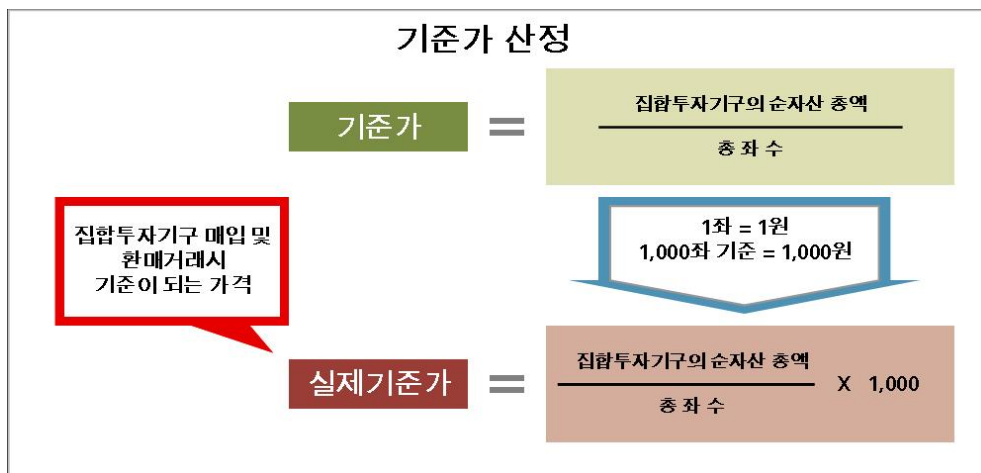 기준가 산정
기준가 = 집합투자기구의 순자산 총액
총 좌 수
집합투자기구 매입 및
환매거래시
기준이 되는 가격
1좌 = 1원
1,000좌 기준 = 1,000원
실제기준가 = 집합투자기구의 순자산 총액
총 좌 수
X 1,000